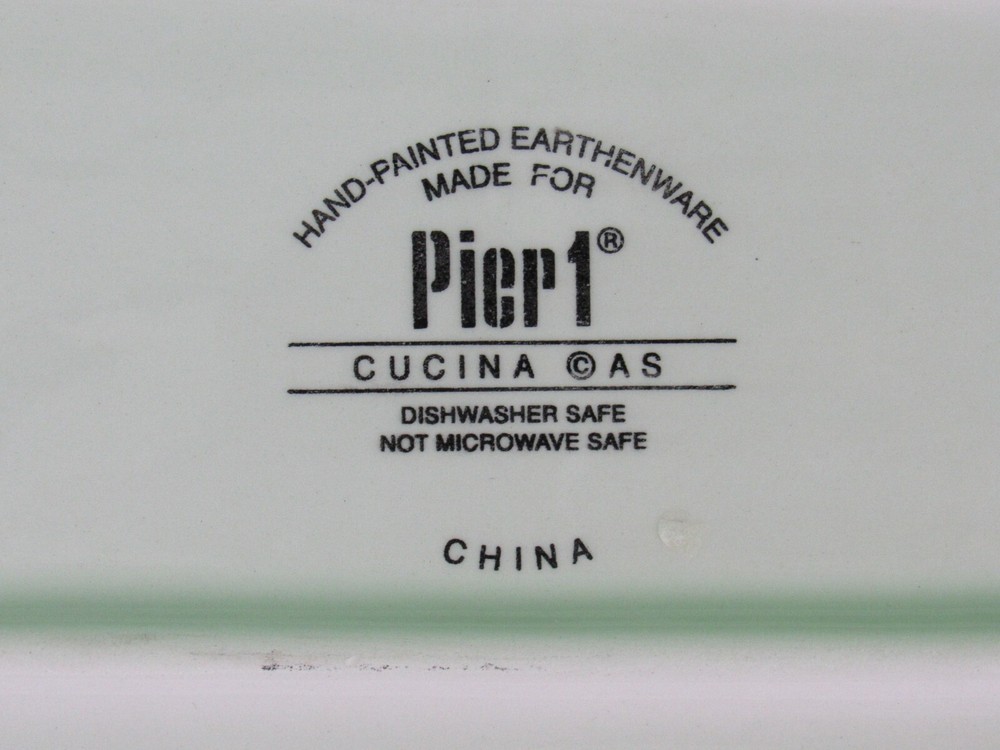 HAND-PAINTED EARTHENWARE
MADE FOR
Pier1®
CUCINA ©AS
DISHWASHER SAFE
NOT MICROWAVE SAFE
CHINA